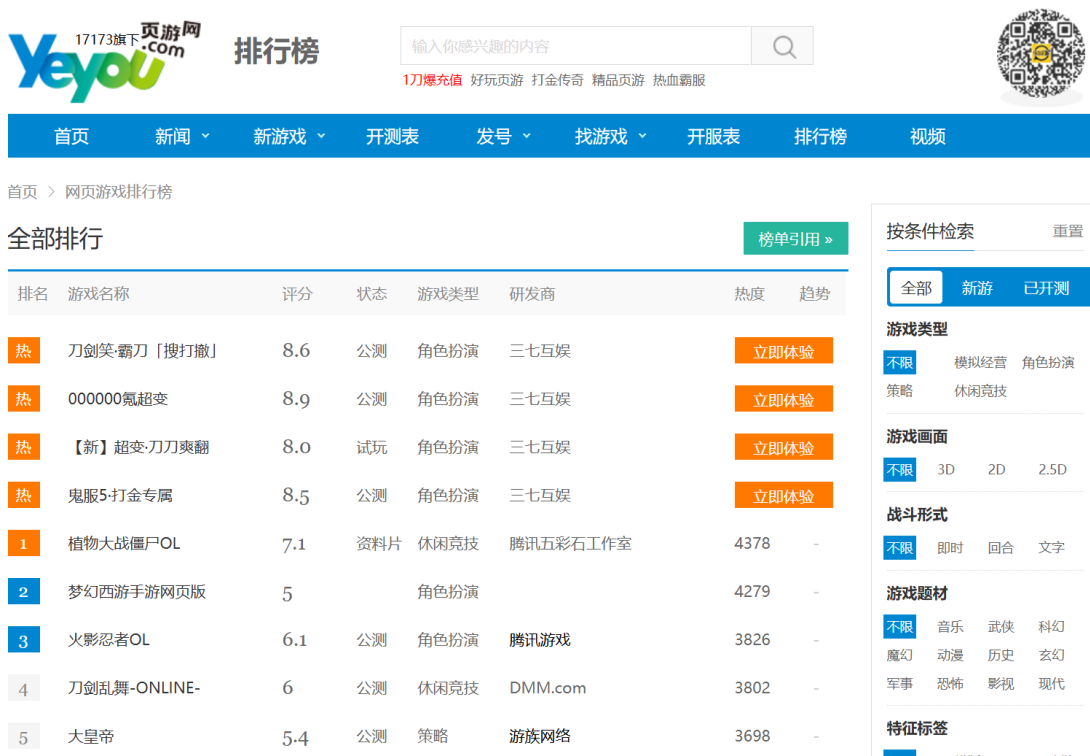 17173旗下 页游网
Yeyou.com
排行榜
输入你感兴趣的内容
1刀爆充值 好玩页游 打金传奇 精品页游 热血霸服
首页 新闻 新游戏 开测表 发号 找游戏 开服表 排行榜 视频
首页 > 网页游戏排行榜
全部排行
榜单引用 »
排名 游戏名称 评分 状态 游戏类型 研发商 热度 趋势
热 刀剑笑·霸刀「搜打撤」 8.6 公测 角色扮演 三七互娱 立即体验
热 000000氪超变 8.9 公测 角色扮演 三七互娱 立即体验
热 【新】超变·刀刀爽翻 8.0 试玩 角色扮演 三七互娱 立即体验
热 鬼服5·打金专属 8.5 公测 角色扮演 三七互娱 立即体验
1 植物大战僵尸OL 7.1 资料片 休闲竞技 腾讯五彩石工作室 4378 -
2 梦幻西游手游网页版 5 角色扮演 4279 -
3 火影忍者OL 6.1 公测 角色扮演 腾讯游戏 3826 -
4 刀剑乱舞-ONLINE- 6 公测 休闲竞技 DMM.com 3802 -
5 大皇帝 5.4 公测 策略 游族网络 3698 -
按条件检索 重置
全部 新游 已开测
游戏类型
不限 模拟经营 角色扮演
策略 休闲竞技
游戏画面
不限 3D 2D 2.5D
战斗形式
不限 即时 回合 文字
游戏题材
不限 音乐 武侠 科幻
魔幻 动漫 历史 玄幻
军事 恐怖 影视 现代
特征标签